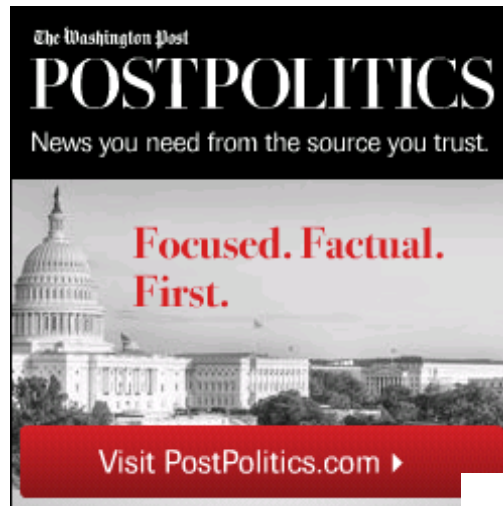 The Washington Post
POSTPOLITICS
News you need from the source you trust.
Focused. Factual.
First.
Visit PostPolitics.com